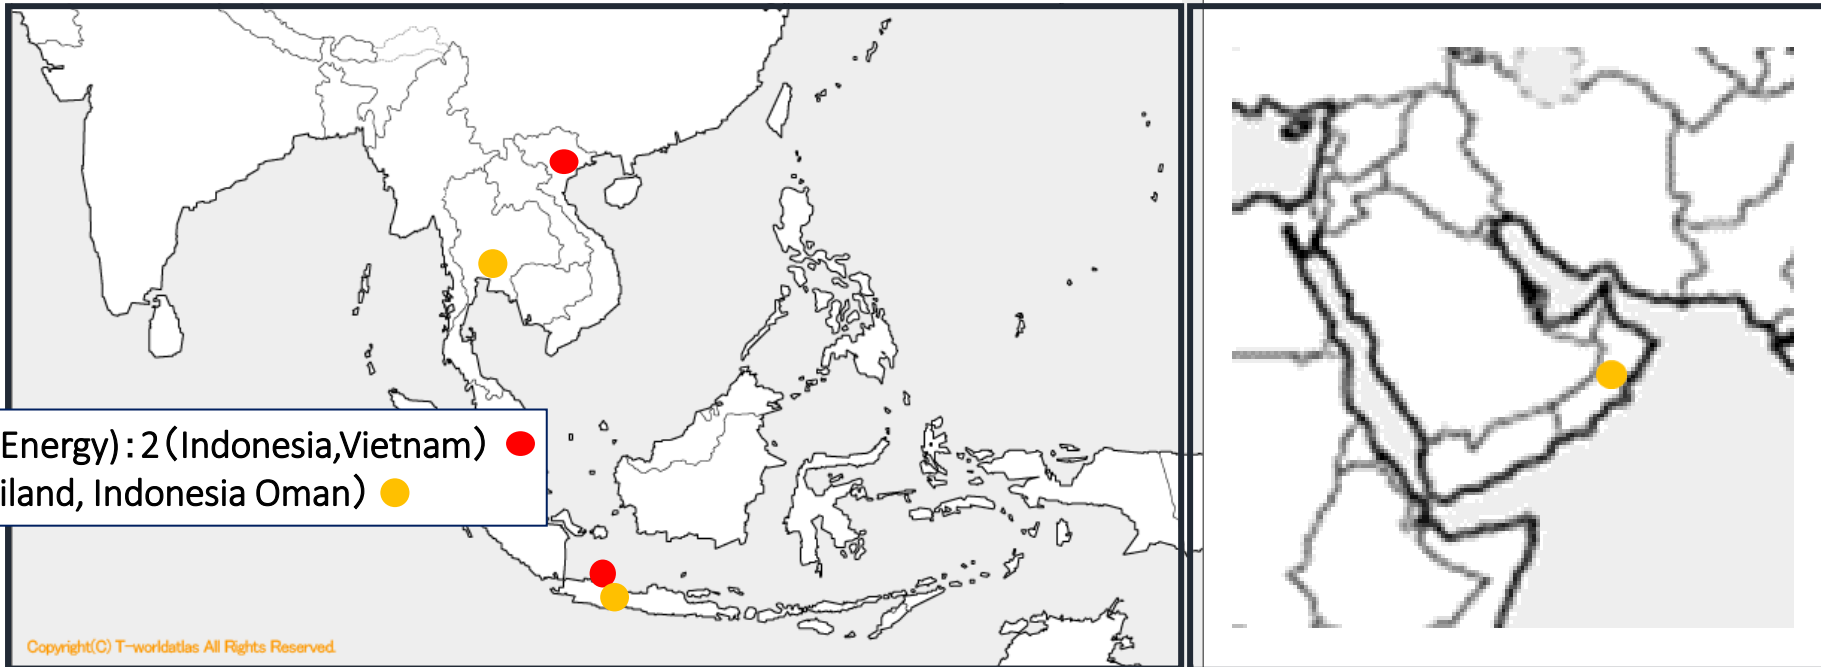 Energy):2(Indonesia,Vietnam)
iland, Indonesia Oman)
Copyright(C) T-worldatlas All Rights Reserved.